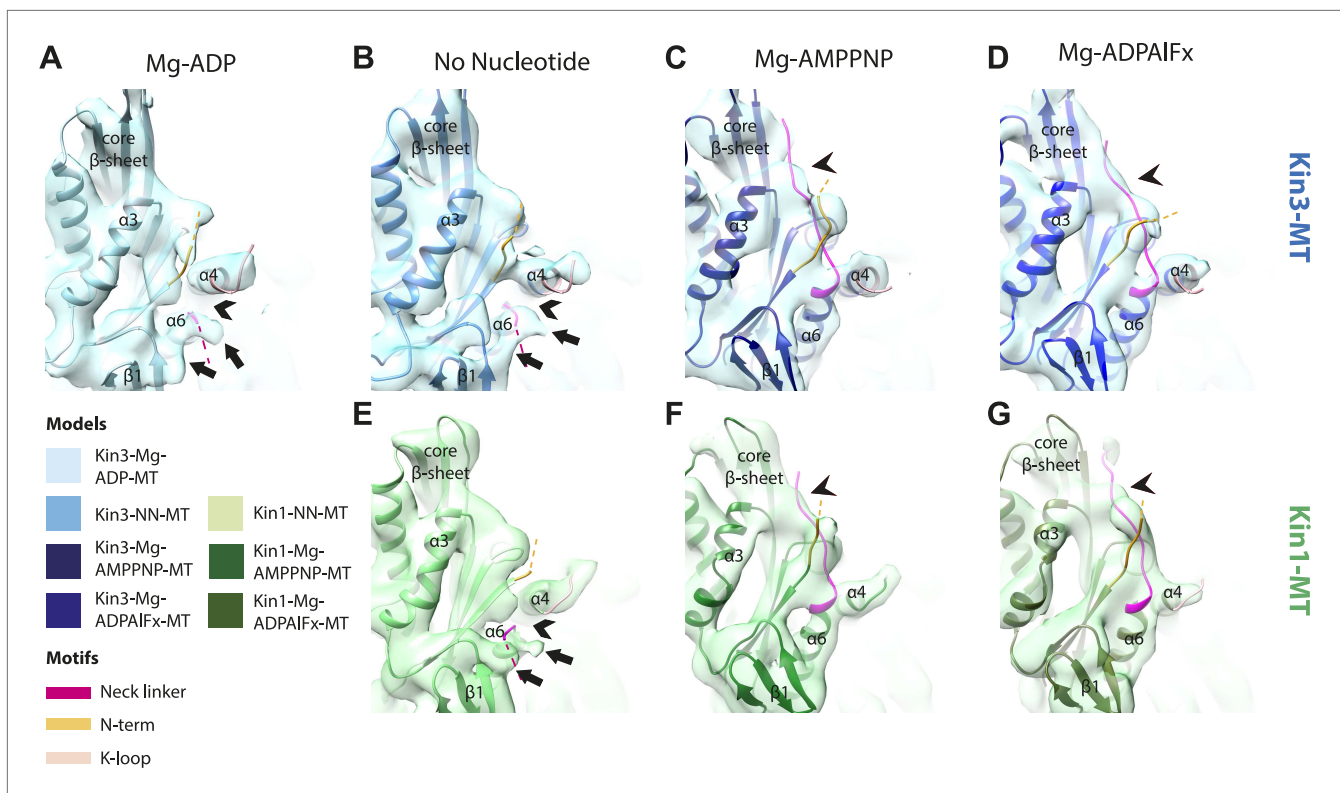 A
Mg-ADP
core
β-sheet
α3
α4
α6
β1
B
No Nucleotide
core
β-sheet
α3
α4
α6
β1
C
Mg-AMPPNP
core
β-sheet
α3
α4
α6
β1
D
Mg-ADPAlFx
core
β-sheet
α3
α4
α6
β1
Kin3-MT
E
core
β-sheet
α3
α4
α6
β1
F
core
β-sheet
α3
α4
α6
β1
G
core
β-sheet
α3
α4
α6
β1
Kin1-MT
Models
Kin3-Mg-
ADP-MT
Kin3-NN-MT
Kin1-NN-MT
Kin3-Mg-
AMPPNP-MT
Kin1-Mg-
AMPPNP-MT
Kin3-Mg-
ADPAlFx-MT
Kin1-Mg-
ADPAlFx-MT
Motifs
Neck linker
N-term
K-loop